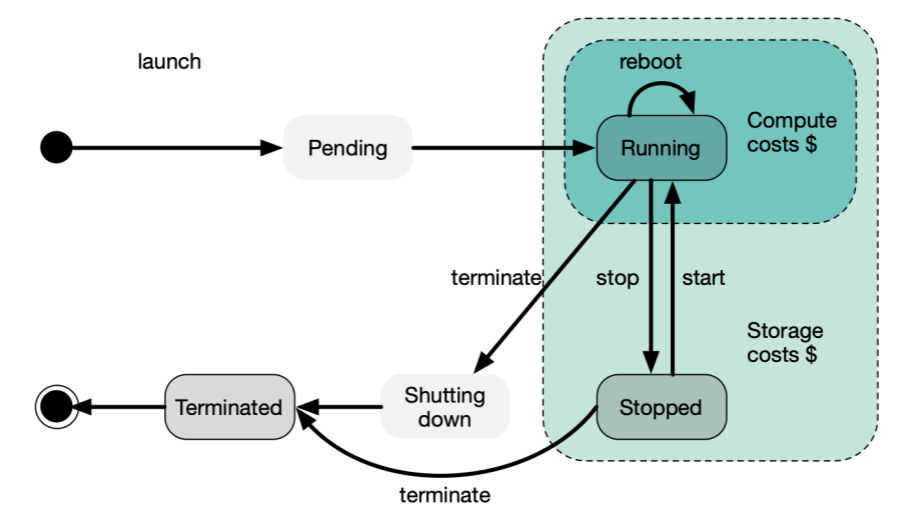 launch
reboot
Pending
Running
Compute
costs $
terminate
stop
start
Storage
costs $
Terminated
Shutting
down
Stopped
terminate